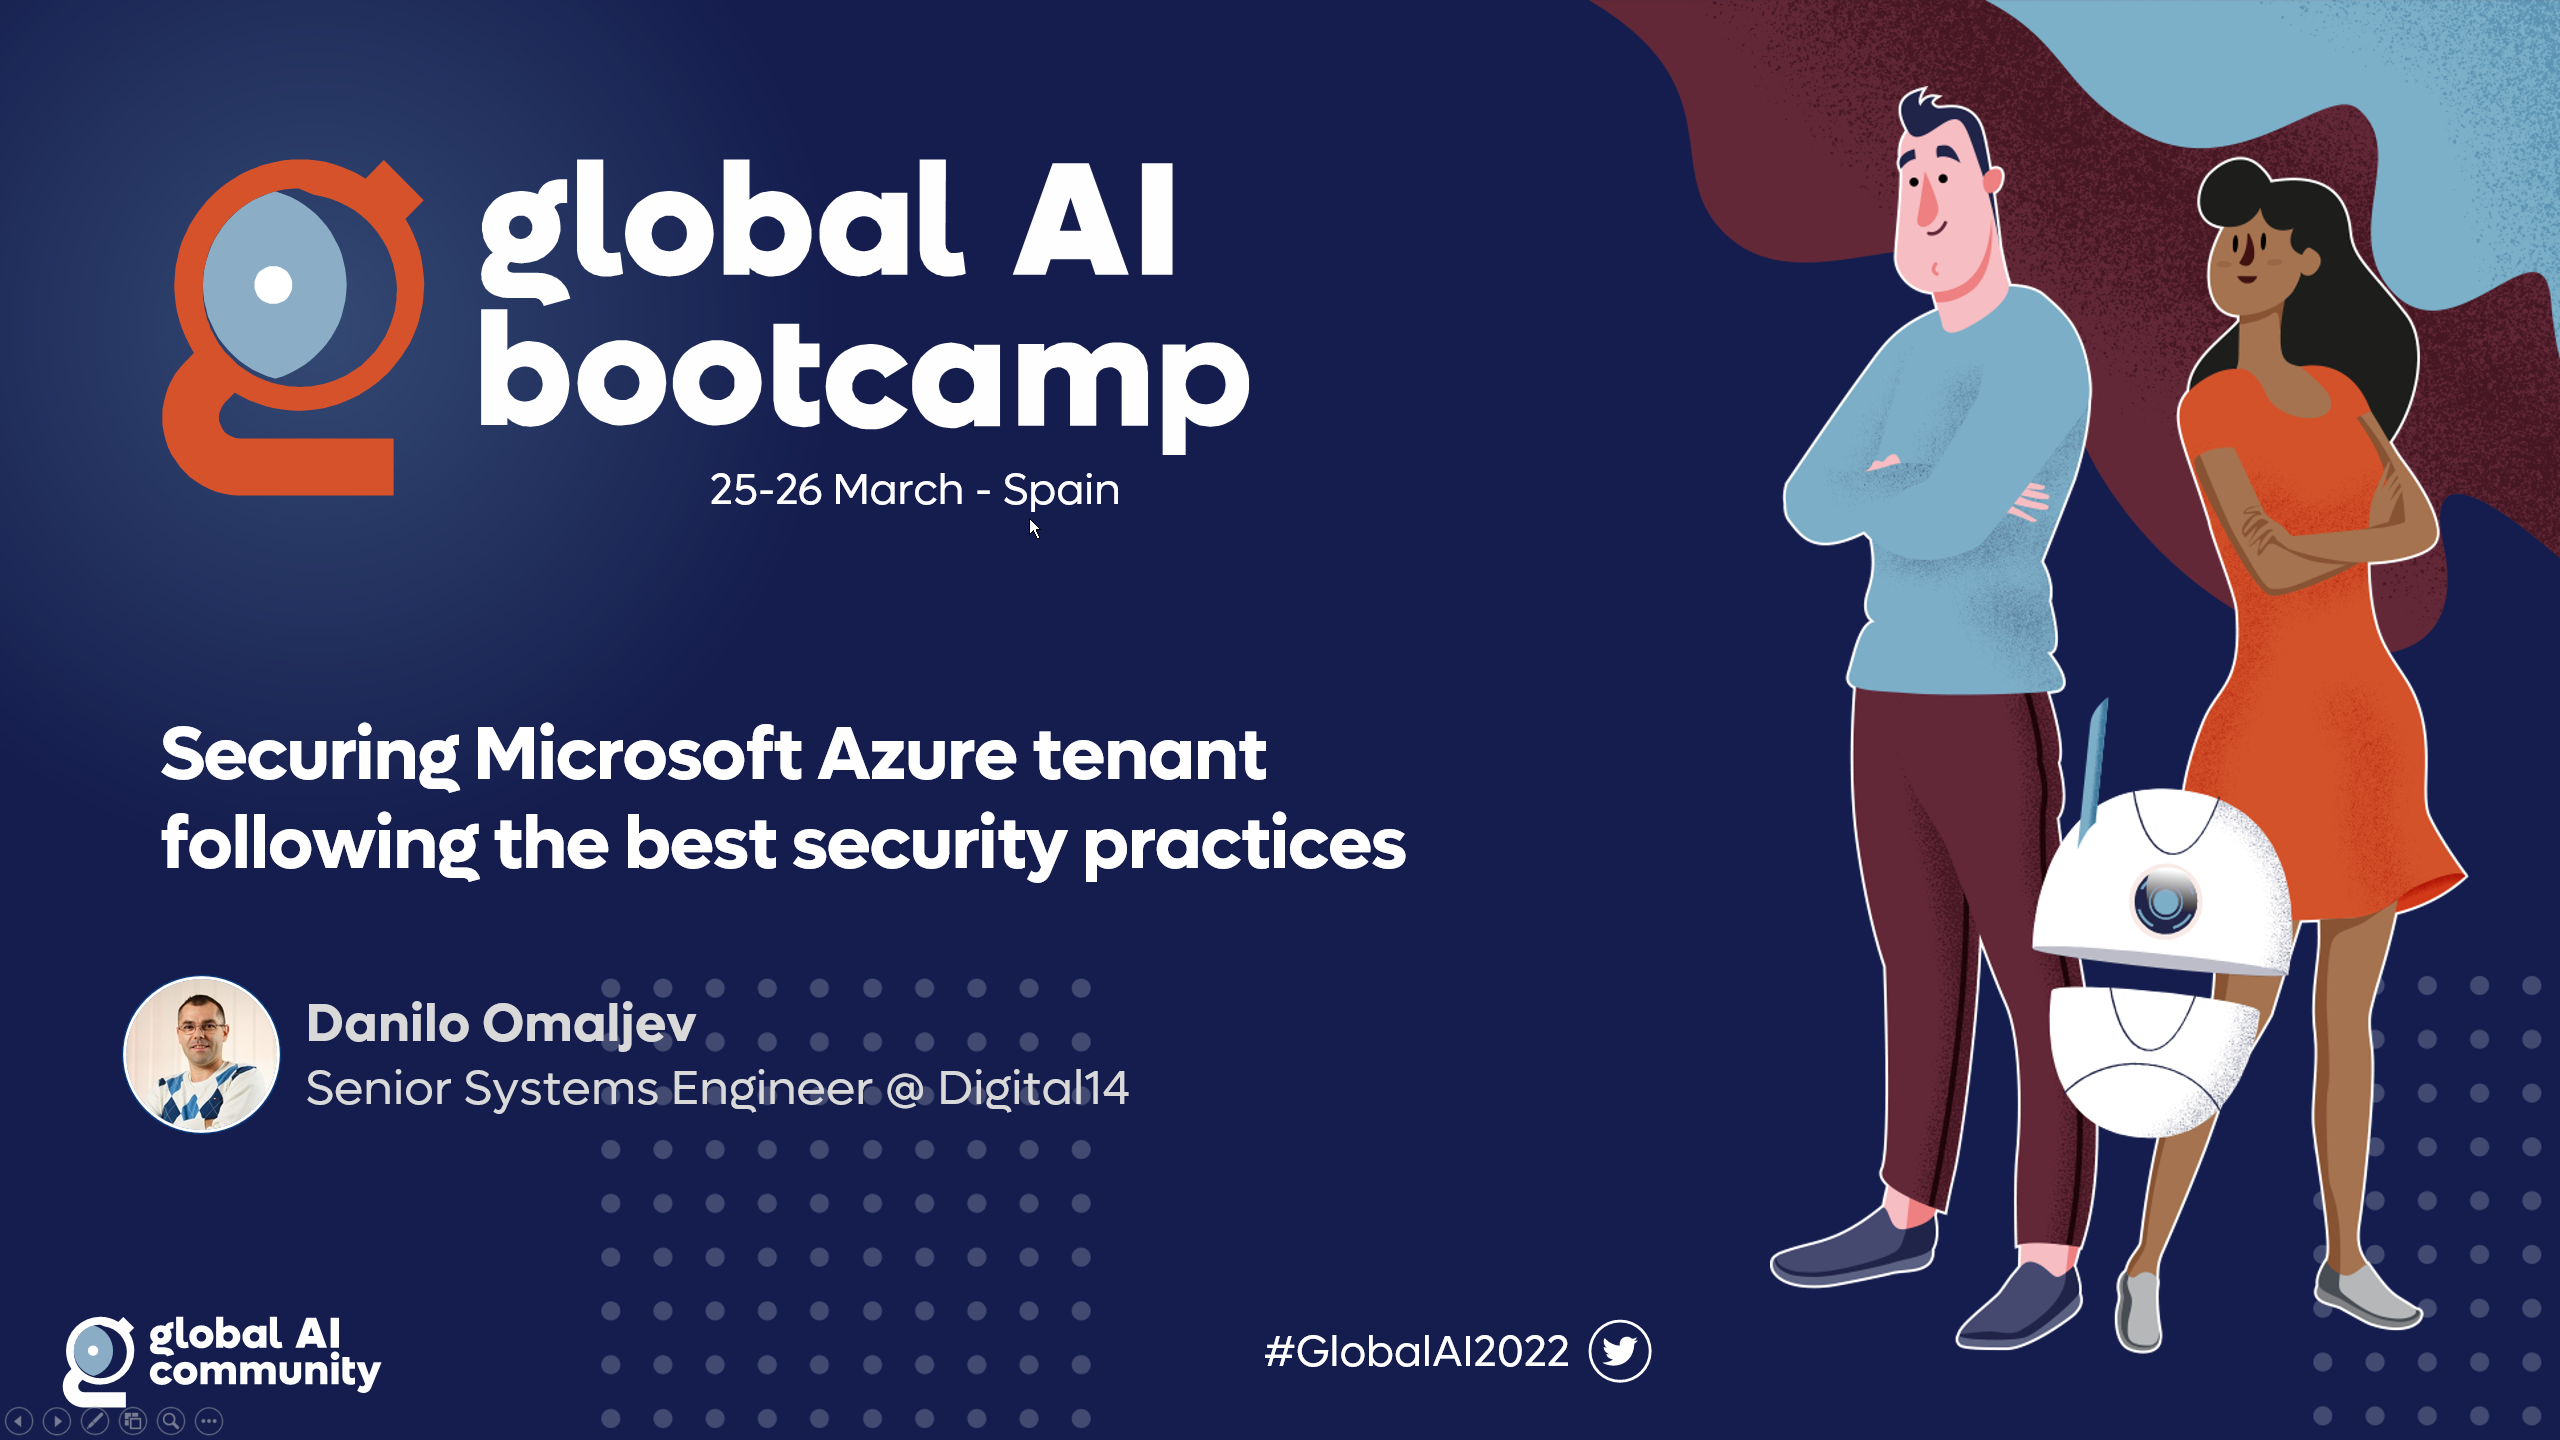 global AI
bootcamp
25-26 March - Spain
Securing Microsoft Azure tenant
following the best security practices
Danilo Omaljev
Senior Systems Engineer @ Digital14
global AI
community
#GlobalAI2022